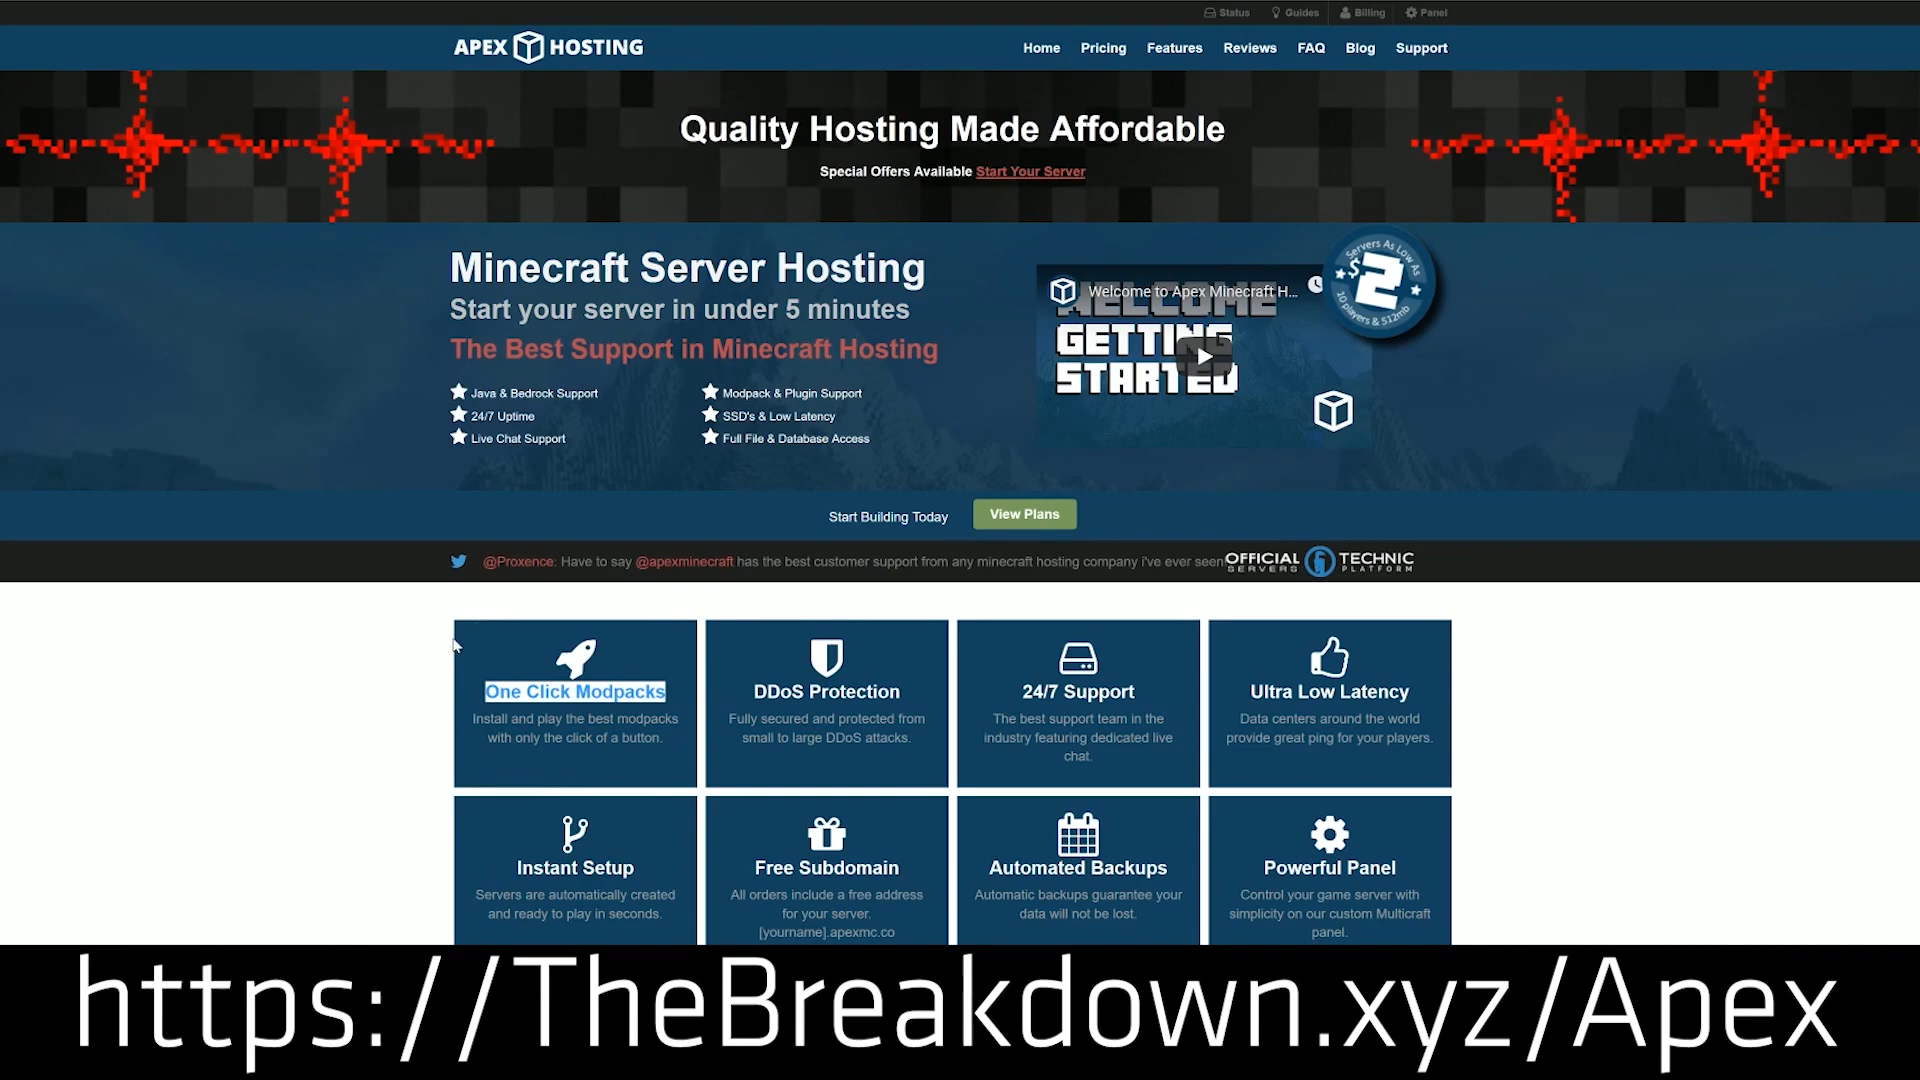 Status Guides Billing Panel
APEX HOSTING
Home Pricing Features Reviews FAQ Blog Support
Quality Hosting Made Affordable
Special Offers Available Start Your Server
Minecraft Server Hosting
Start your server in under 5 minutes
The Best Support in Minecraft Hosting
Java & Bedrock Support
24/7 Uptime
Live Chat Support
Modpack & Plugin Support
SSD's & Low Latency
Full File & Database Access
Welcome to Apex Minecraft H...
WELCOME
GETTING
STARTED
Servers As Low As
$2
10 players & 512mb
Start Building Today View Plans
@Proxence: Have to say @apexminecraft has the best customer support from any minecraft hosting company i've ever seen
OFFICIAL TECHNIC
SERVERS PLATFORM
One Click Modpacks
Install and play the best modpacks
with only the click of a button.
DDoS Protection
Fully secured and protected from
small to large DDoS attacks.
24/7 Support
The best support team in the
industry featuring dedicated live
chat.
Ultra Low Latency
Data centers around the world
provide great ping for your players.
Instant Setup
Servers are automatically created
and ready to play in seconds.
Free Subdomain
All orders include a free address
for your server.
[yourname].apexmc.co
Automated Backups
Automatic backups guarantee your
data will not be lost.
Powerful Panel
Control your game server with
simplicity on our custom Multicraft
panel.
https://TheBreakdown.xyz/Apex